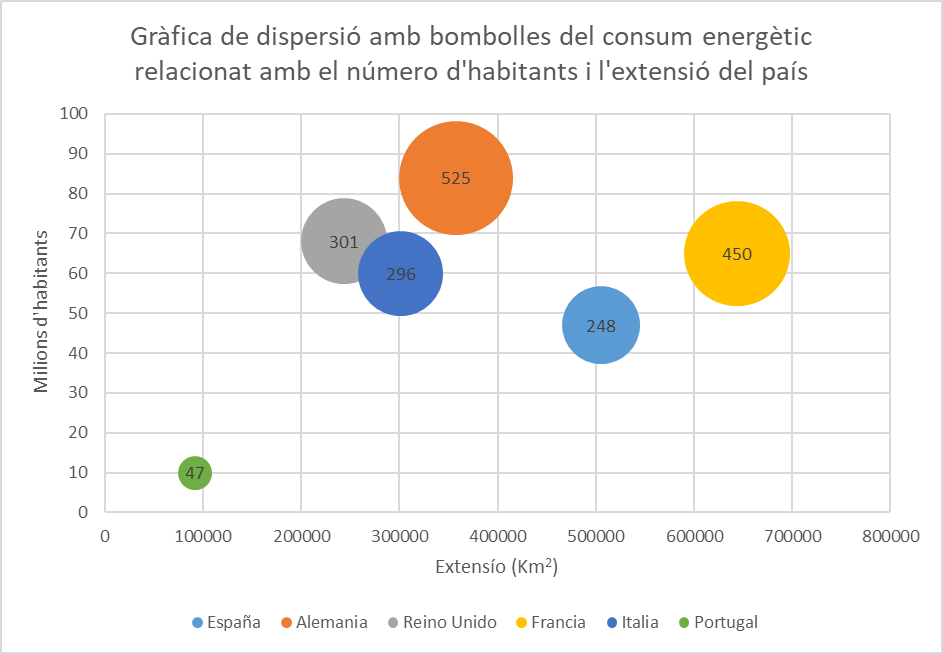 Gràfica de dispersió amb bombolles del consum energètic
relacionat amb el número d'habitants i l'extensió del país
100
90
80
70
60
50
40
30
20
10
0
Milions d'habitants
525
301
296
450
248
47
0
100000
200000
300000
400000
500000
600000
700000
800000
Extensío (Km²)
España
Alemania
Reino Unido
Francia
Italia
Portugal